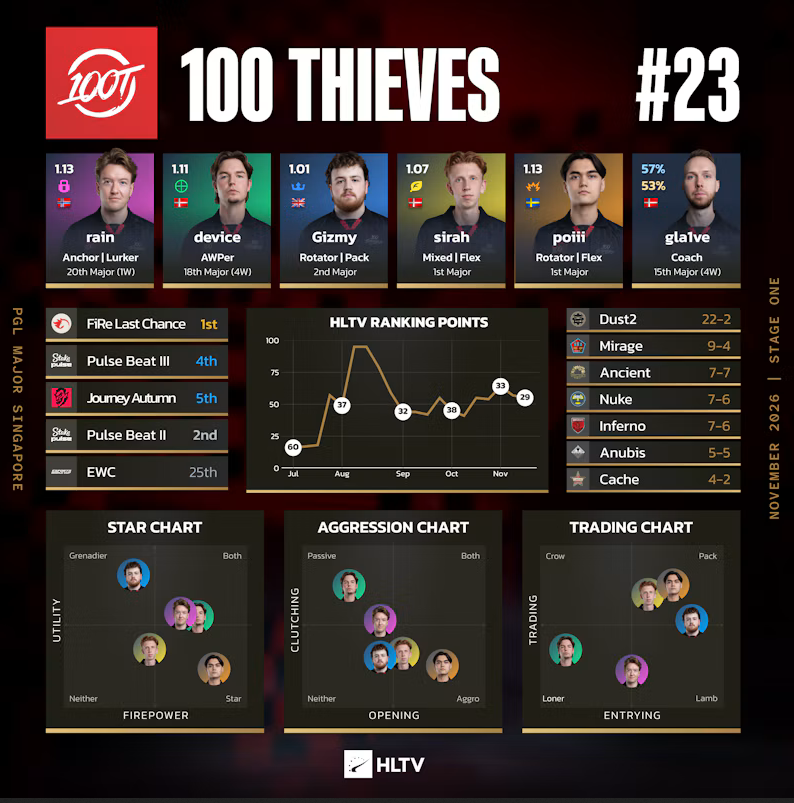 100T
100 THIEVES
#23
1.13
rain
Anchor | Lurker
20th Major (1W)
1.11
device
AWPer
18th Major (4W)
1.01
Gizmy
Rotator | Pack
2nd Major
1.07
sirah
Mixed | Flex
1st Major
1.13
poiii
Rotator | Flex
1st Major
57%
53%
gla1ve
Coach
15th Major (4W)
PGL MAJOR SINGAPORE
FiRe Last Chance 1st
Stake pulse
Pulse Beat III 4th
Journey Autumn 5th
Stake pulse
Pulse Beat II 2nd
EWC 25th
HLTV RANKING POINTS
100
75
50
25
0
60
37
32
38
33
29
Jul Aug Sep Oct Nov
Dust2 22-2
Mirage 9-4
Ancient 7-7
Nuke 7-6
Inferno 7-6
Anubis 5-5
Cache 4-2
NOVEMBER 2026 | STAGE ONE
STAR CHART
Grenadier Both
UTILITY
Neither Star
FIREPOWER
AGGRESSION CHART
Passive Both
CLUTCHING
Neither Aggro
OPENING
TRADING CHART
Crow Pack
TRADING
Loner Lamb
ENTRYING
HLTV